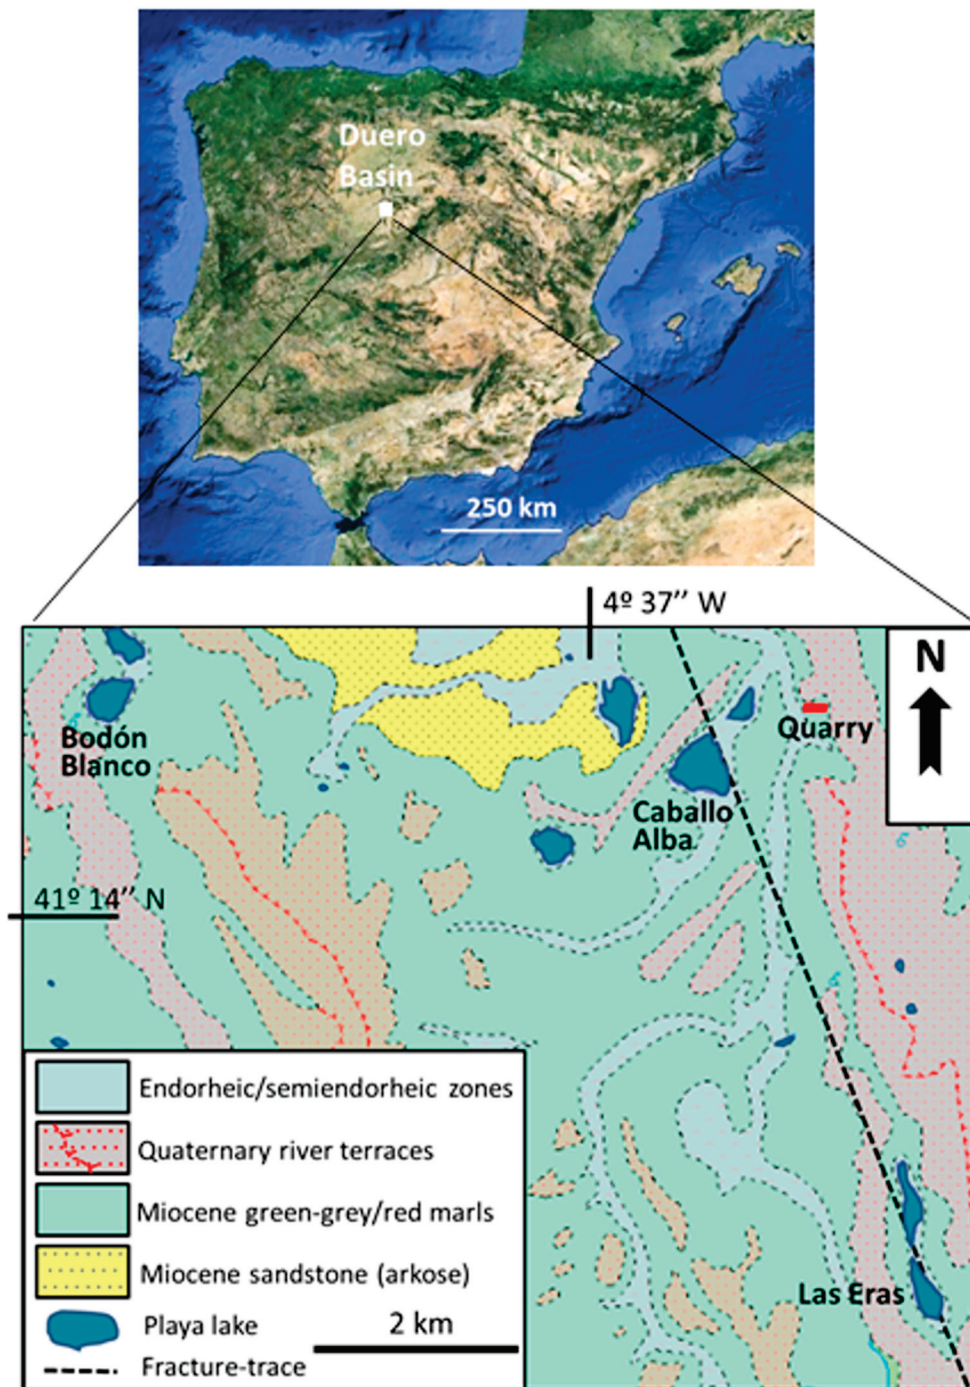 Duero
Basin
250 km
4º 37’’ W
N
Bodón
Blanco
Quarry
Caballo
Alba
41º 14’’ N
Endorheic/semiendorheic zones
Quaternary river terraces
Miocene green-grey/red marls
Miocene sandstone (arkose)
Playa lake
2 km
Fracture-trace
Las Eras